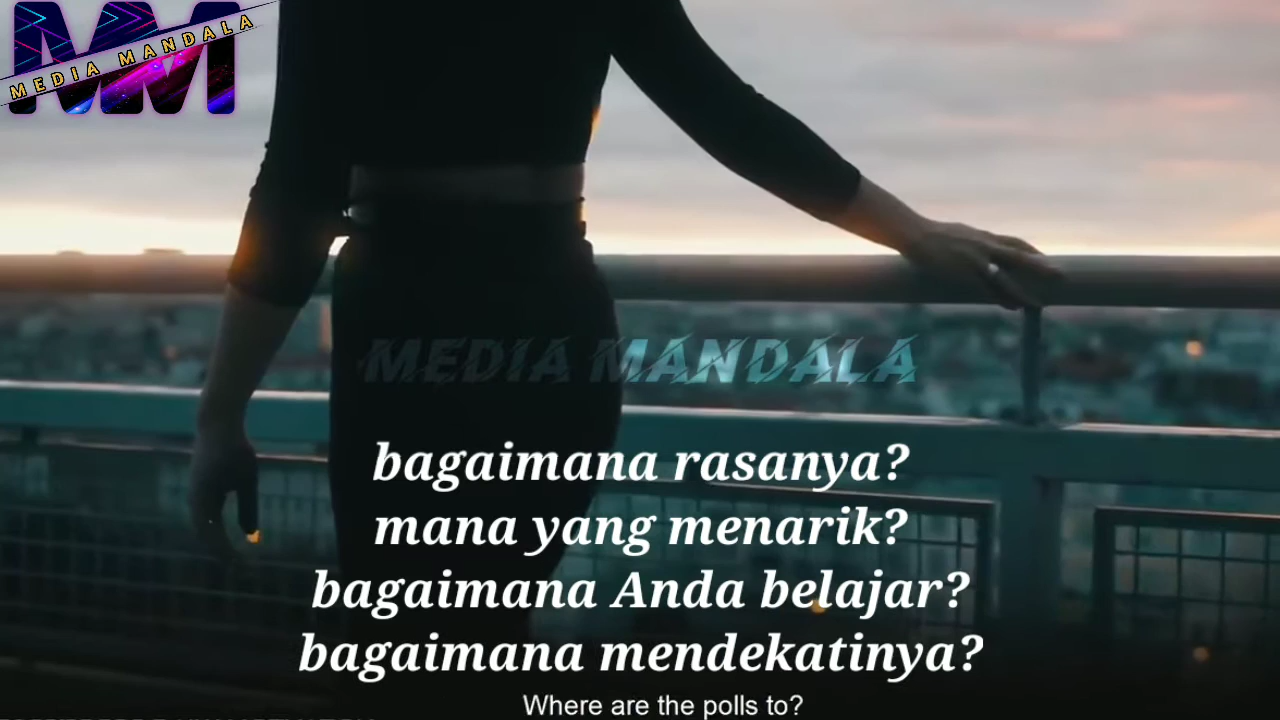 MM
MEDIA MANDALA
MEDIA MANDALA
bagaimana rasanya?
mana yang menarik?
bagaimana Anda belajar?
bagaimana mendekatinya?
Where are the polls to?